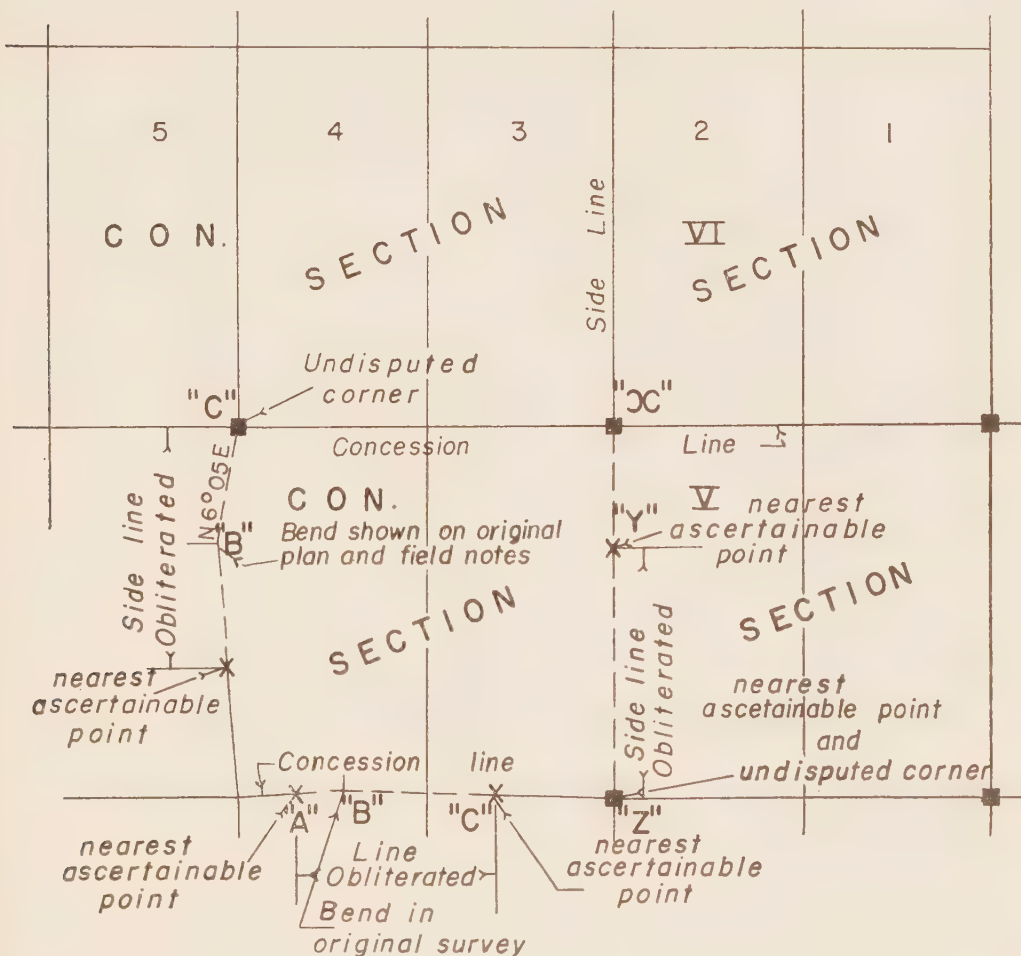 5
4
3
2
1
CON.
SECTION
Side Line
VI
SECTION
Undisputed
corner
"C"
"X"
Concession
Line
N6°05E
Side line
Obliterated
CON.
V
"B"
Bend shown on original
plan and field notes
"Y"
nearest
ascertainable
point
SECTION
SECTION
Side line
Obliterated
nearest
ascertainable
point
nearest
ascetainable point
and
undisputed corner
Concession line
"A"
"B"
"C"
"Z"
nearest
ascertainable
point
Line
Obliterated
nearest
ascertainable
point
Bend in
original survey